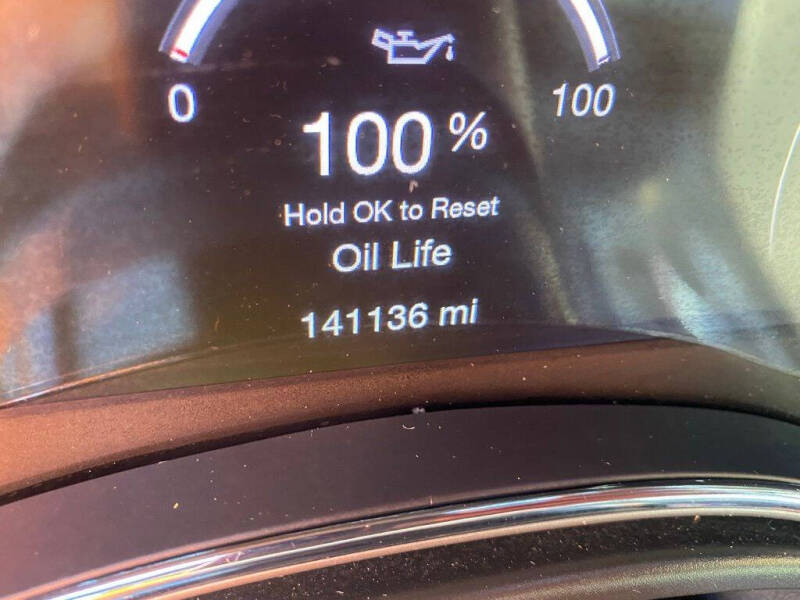 0 100
100 %
Hold OK to Reset
Oil Life
141136 mi